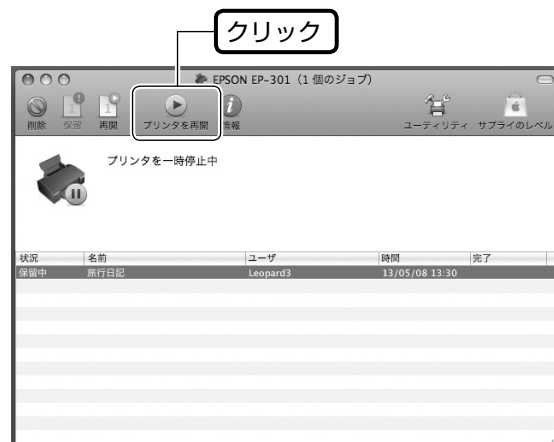 クリック
EPSON EP-301（1 個のジョブ）
削除 保留 再開 プリンタを再開 情報 ユーティリティ サプライのレベル
プリンタを一時停止中
状況 名前 ユーザ 時間 完了
保留中 旅行日記 Leopard3 13/05/08 13:30